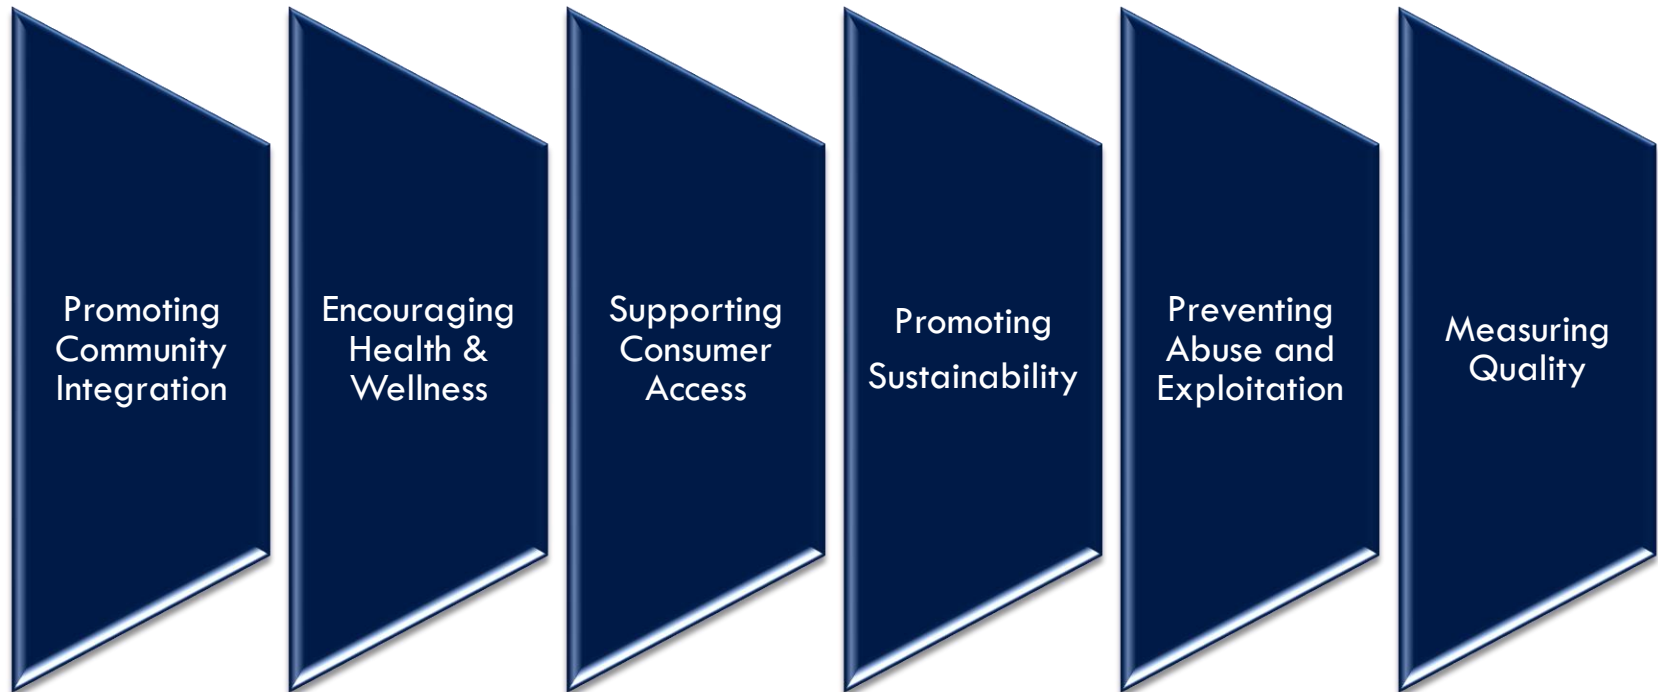 Promoting
Community
Integration
Encouraging
Health &
Wellness
Supporting
Consumer
Access
Promoting
Sustainability
Preventing
Abuse and
Exploitation
Measuring
Quality